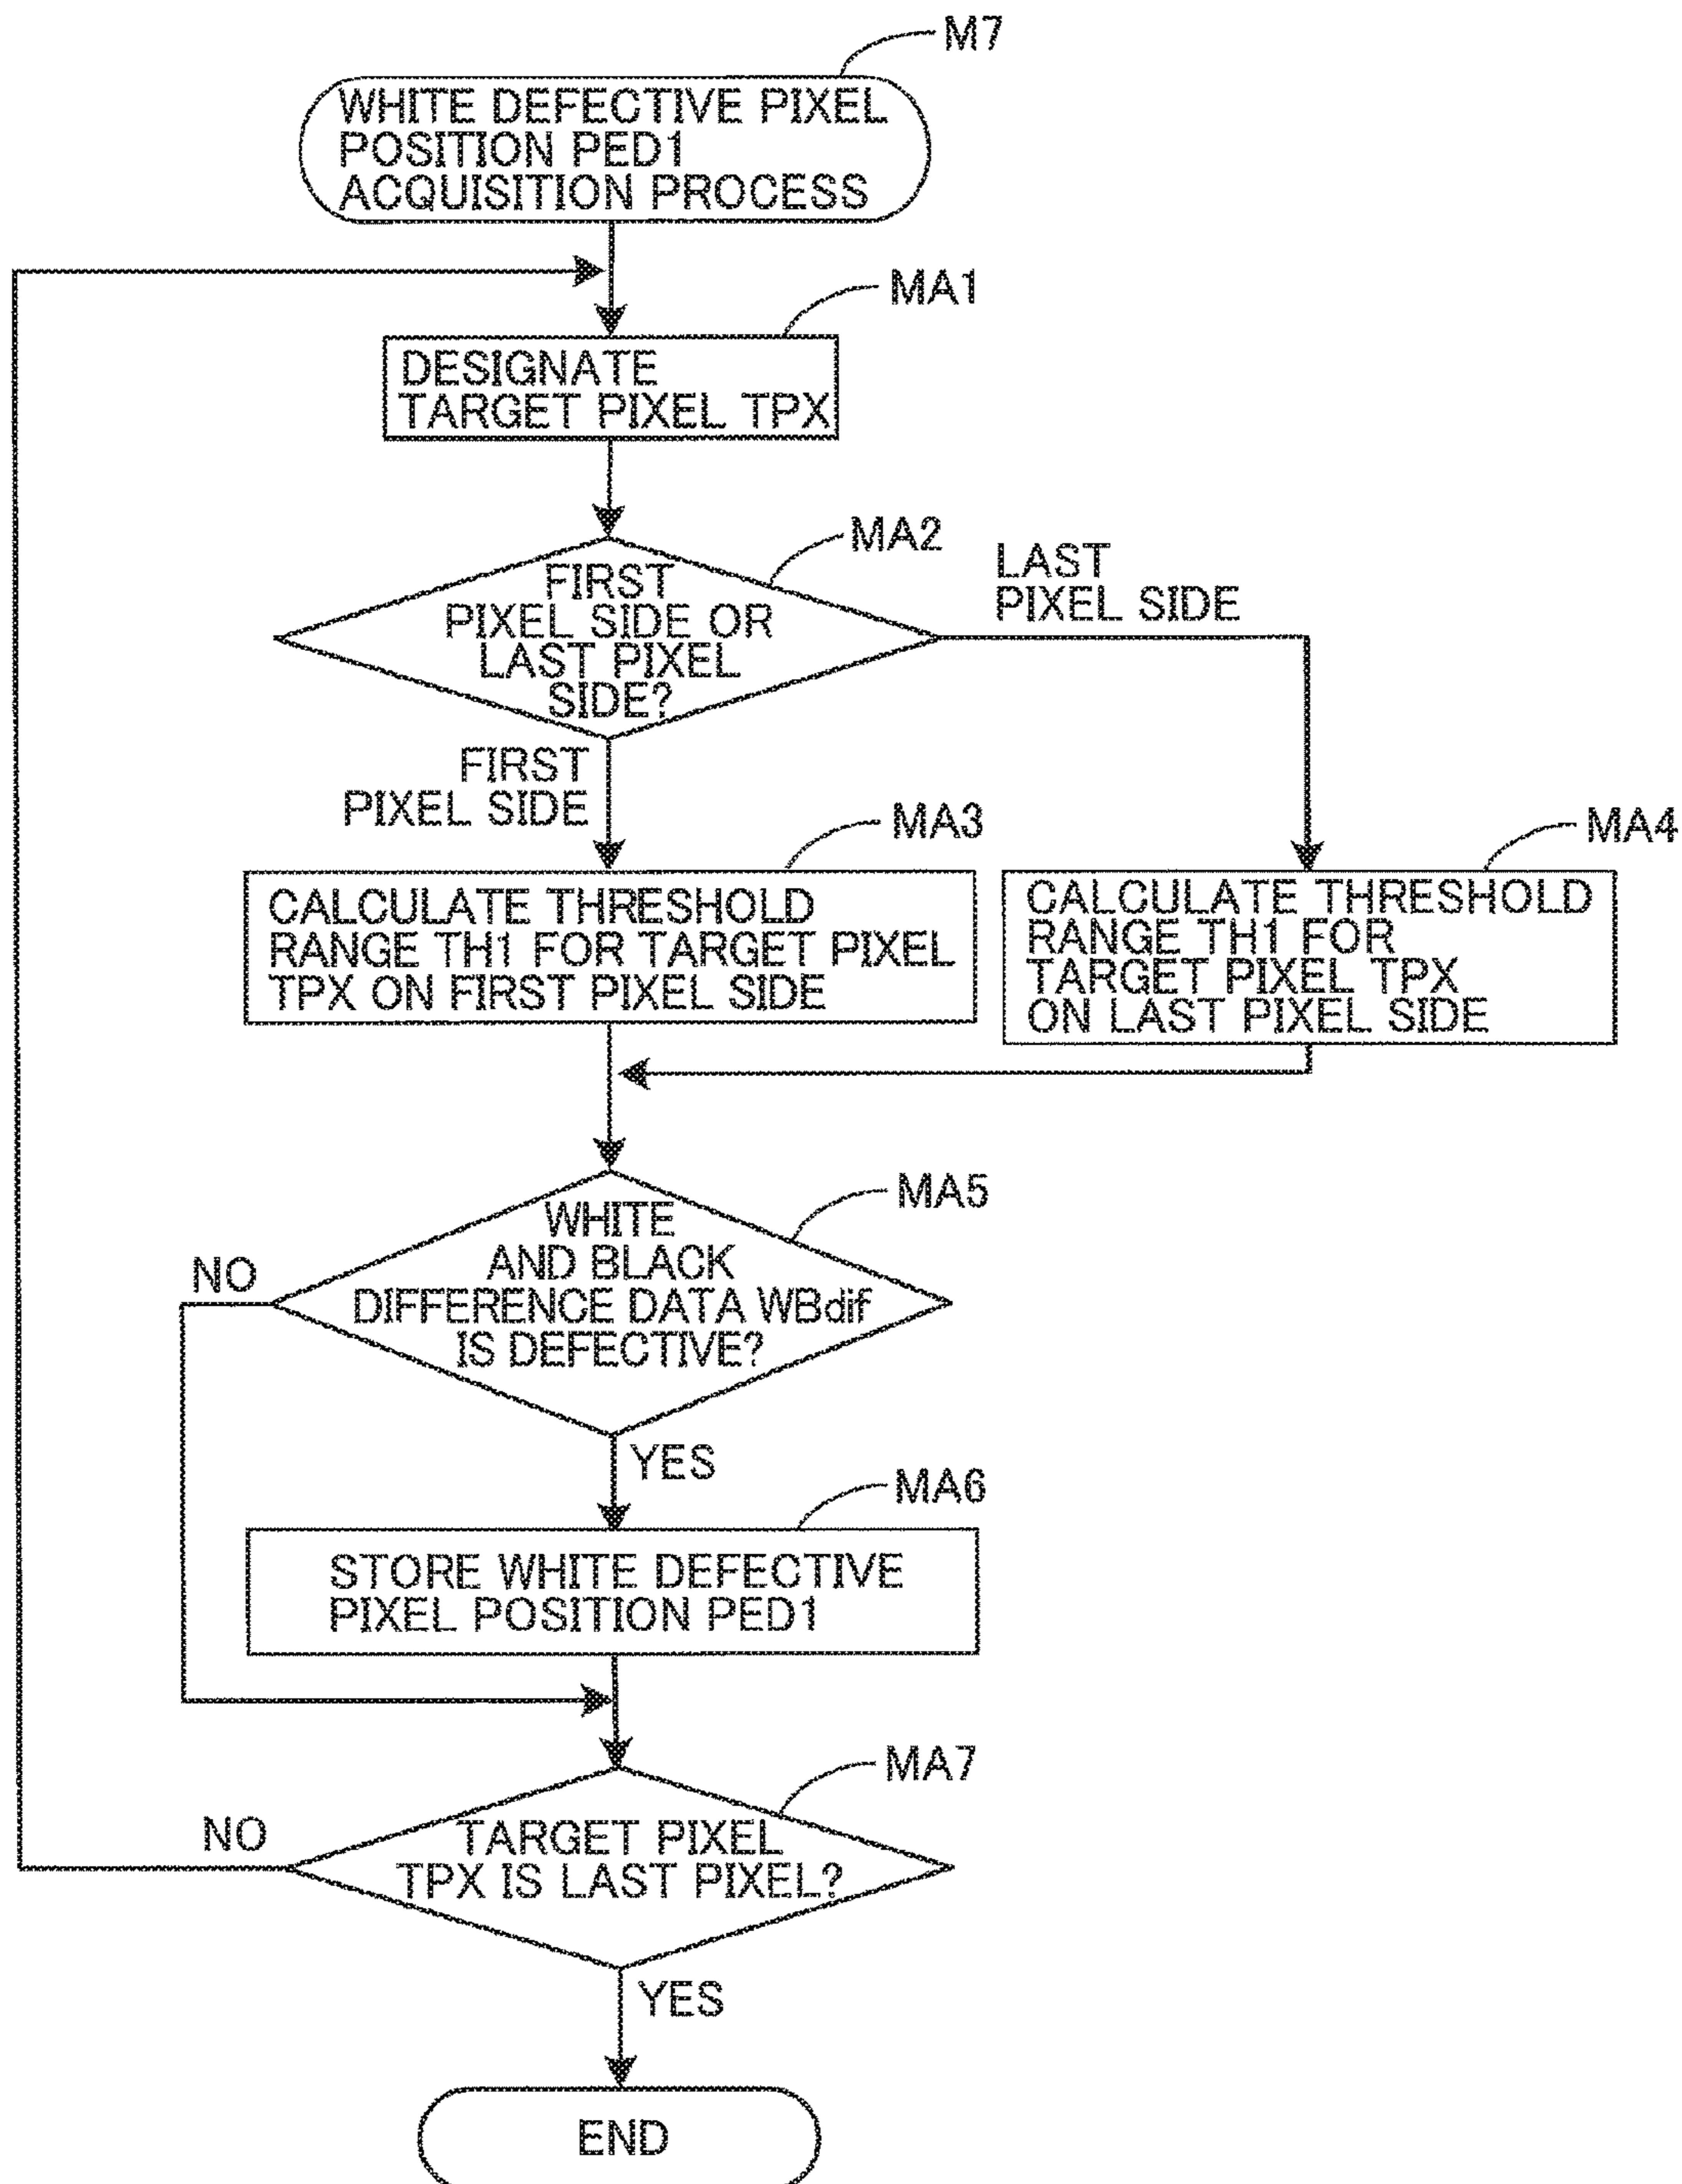 M7
WHITE DEFECTIVE PIXEL
POSITION PED1
ACQUISITION PROCESS
MA1
DESIGNATE
TARGET PIXEL TPX
MA2
FIRST
PIXEL SIDE OR
LAST PIXEL
SIDE?
LAST
PIXEL SIDE
FIRST
PIXEL SIDE
MA3
CALCULATE THRESHOLD
RANGE TH1 FOR TARGET PIXEL
TPX ON FIRST PIXEL SIDE
MA4
CALCULATE THRESHOLD
RANGE TH1 FOR
TARGET PIXEL TPX
ON LAST PIXEL SIDE
MA5
WHITE
AND BLACK
DIFFERENCE DATA WBdif
IS DEFECTIVE?
NO
YES
MA6
STORE WHITE DEFECTIVE
PIXEL POSITION PED1
MA7
TARGET PIXEL
TPX IS LAST PIXEL?
NO
YES
END